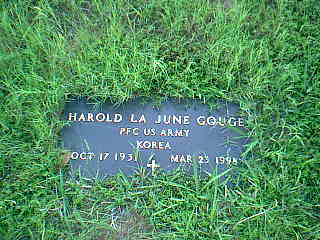 HAROLD LA JUNE GOUGE
PFC US ARMY
KOREA
OCT 17 1931 MAR 23 1998